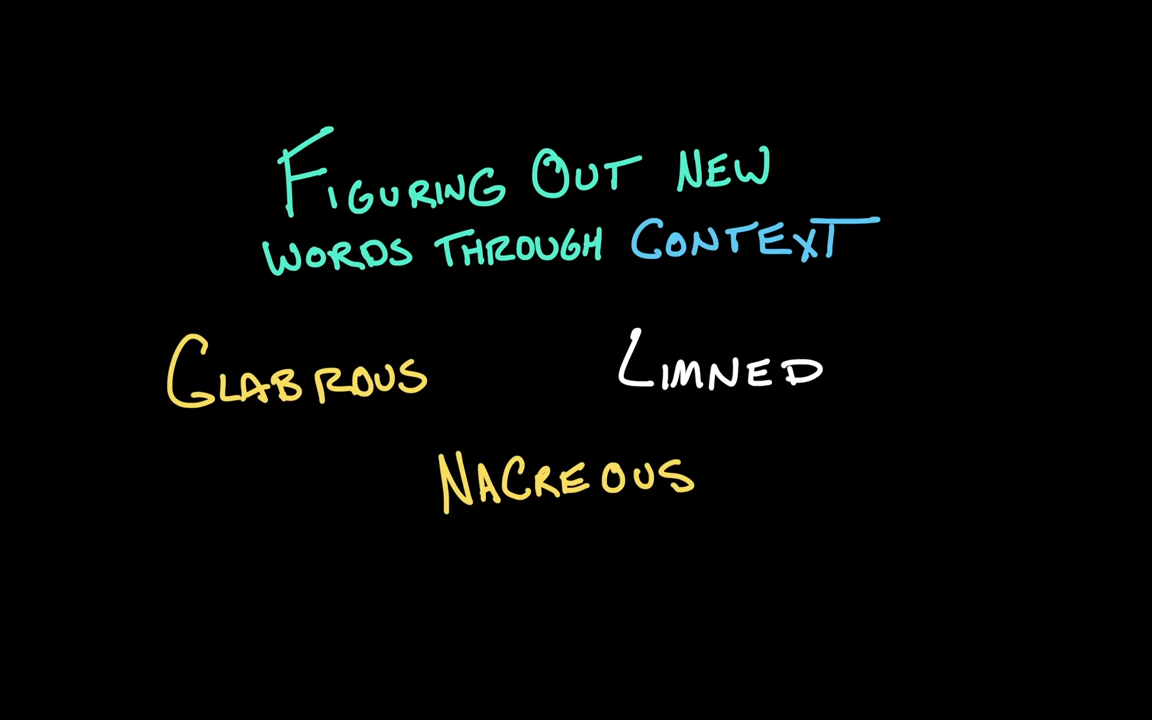 FIGURING OUT NEW
WORDS THROUGH CONTEXT
GLABROUS LIMNED
NACREOUS